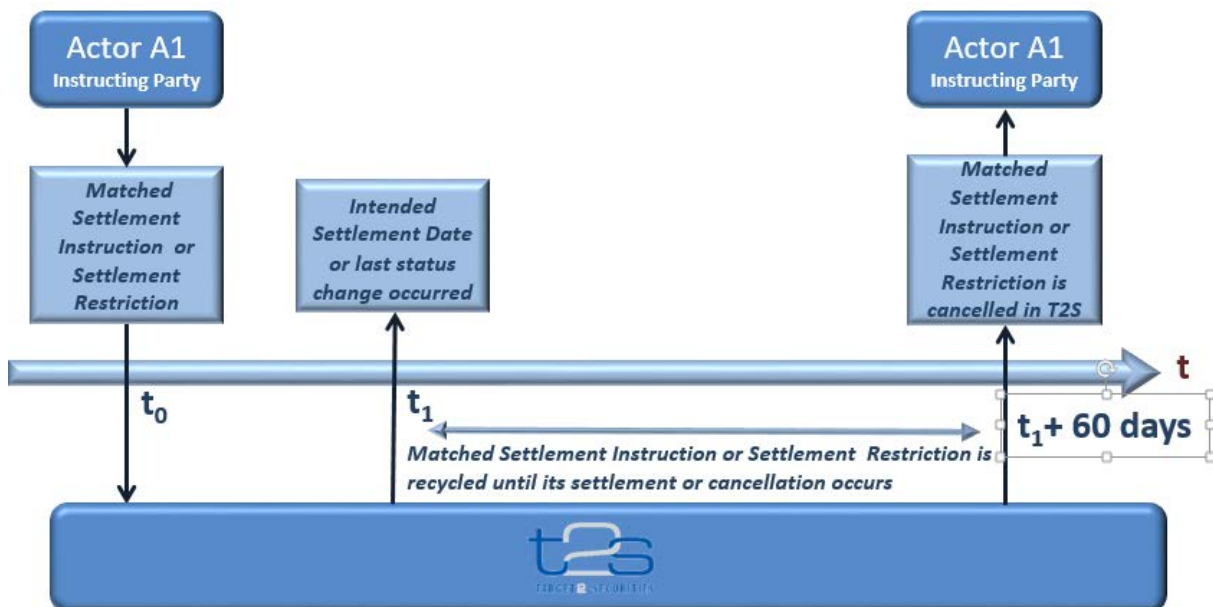 Actor A1
Instructing Party
Actor A1
Instructing Party
Matched
Settlement
Instruction or
Settlement
Restriction
Intended
Settlement Date
or last status
change occurred
Matched
Settlement
Instruction or
Settlement
Restriction is
cancelled in T2S
t
t0
t1
t1+ 60 days
Matched Settlement Instruction or Settlement Restriction is
recycled until its settlement or cancellation occurs
t2s
TARGET2 SECURITIES